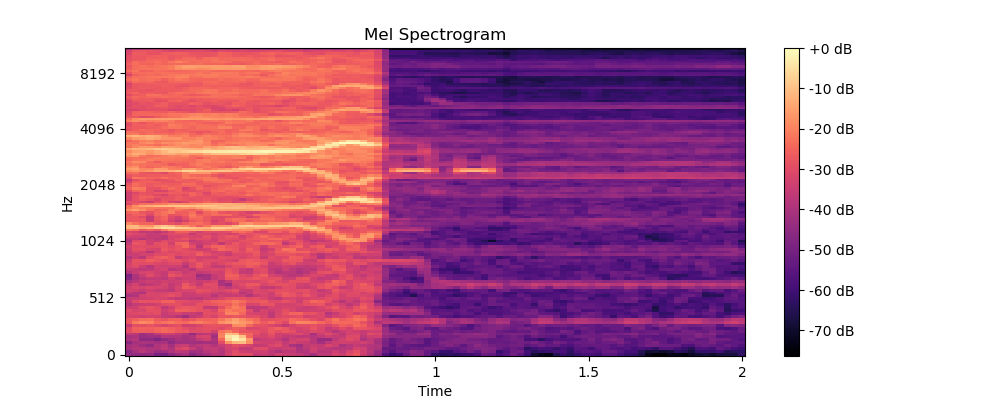 Mel Spectrogram
Hz
8192
4096
2048
1024
512
0
0
0.5
1
1.5
2
Time
+0 dB
-10 dB
-20 dB
-30 dB
-40 dB
-50 dB
-60 dB
-70 dB